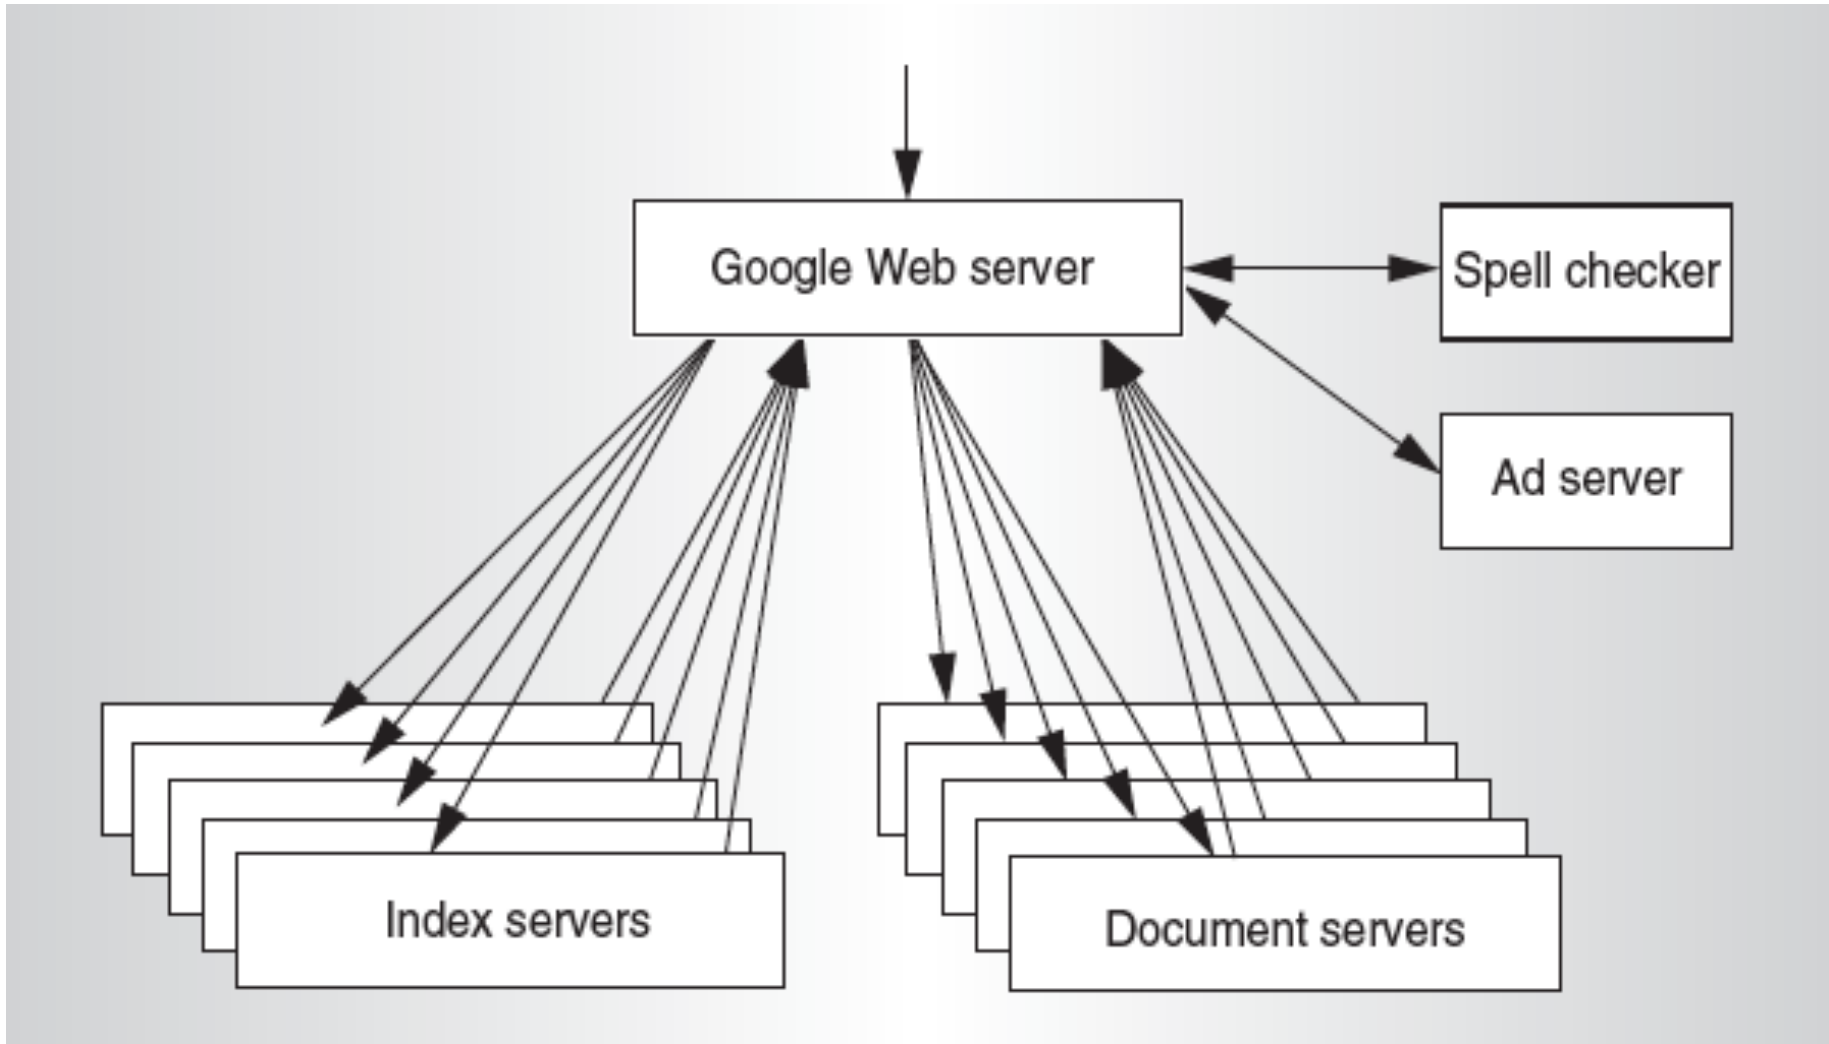 Google Web server
Spell checker
Ad server
Index servers
Document servers